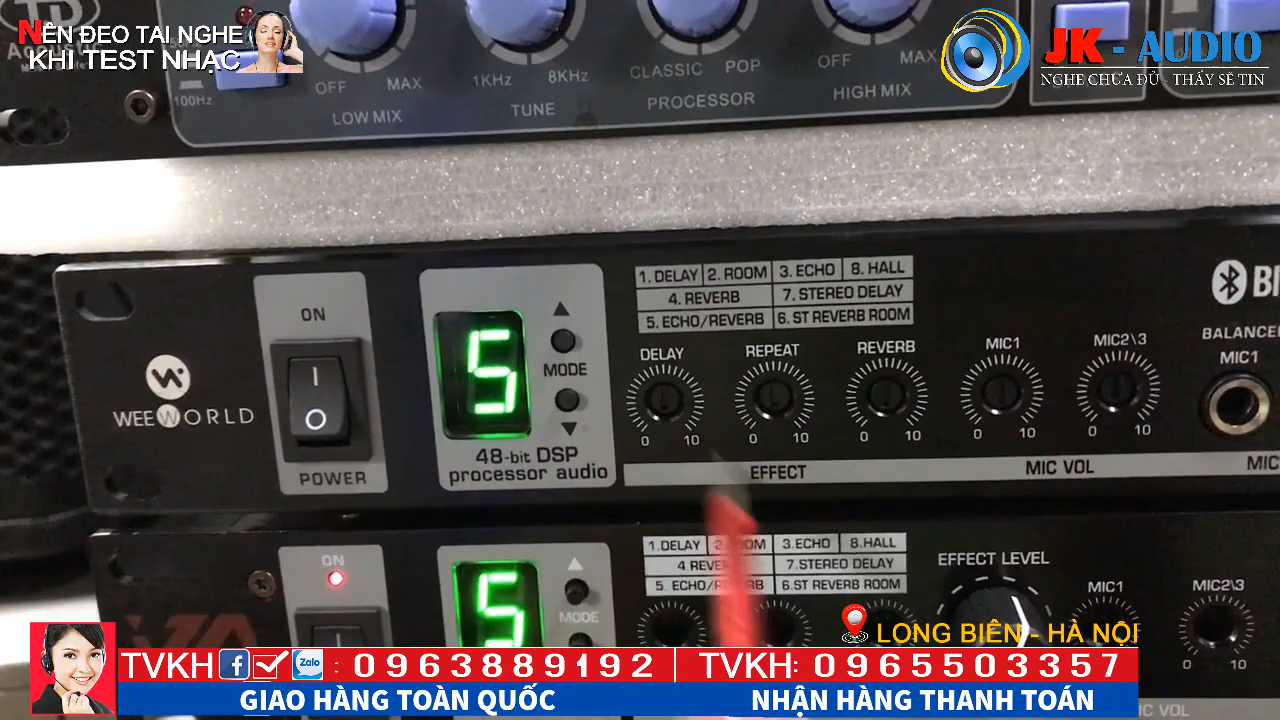 NÊN ĐEO TAI NGHE
KHI TEST NHẠC
JK - AUDIO
NGHE CHƯA ĐỦ - THẤY SẼ TIN
Acoustic
100Hz
OFF MAX
LOW MIX
1KHz 8KHz
TUNE
CLASSIC POP
PROCESSOR
OFF MAX
HIGH MIX
WEEWORLD
ON
POWER
5
MODE
48-bit DSP
processor audio
1. DELAY 2. ROOM 3. ECHO 8. HALL
4. REVERB 7. STEREO DELAY
5. ECHO/REVERB 6. ST REVERB ROOM
DELAY REPEAT REVERB MIC1 MIC2\3
0 10 0 10 0 10 0 10 0 10
EFFECT MIC VOL
MIC1
ON
5
MODE
1.DELAY 3.ECHO 8.HALL
7.STEREO DELAY
6.ST REVERB ROOM
EFFECT LEVEL
MIC1 MIC2\3
0 10
LONG BIÊN - HÀ NỘI
TVKH f Zalo : 0963889192 | TVKH: 0965503357
GIAO HÀNG TOÀN QUỐC NHẬN HÀNG THANH TOÁN